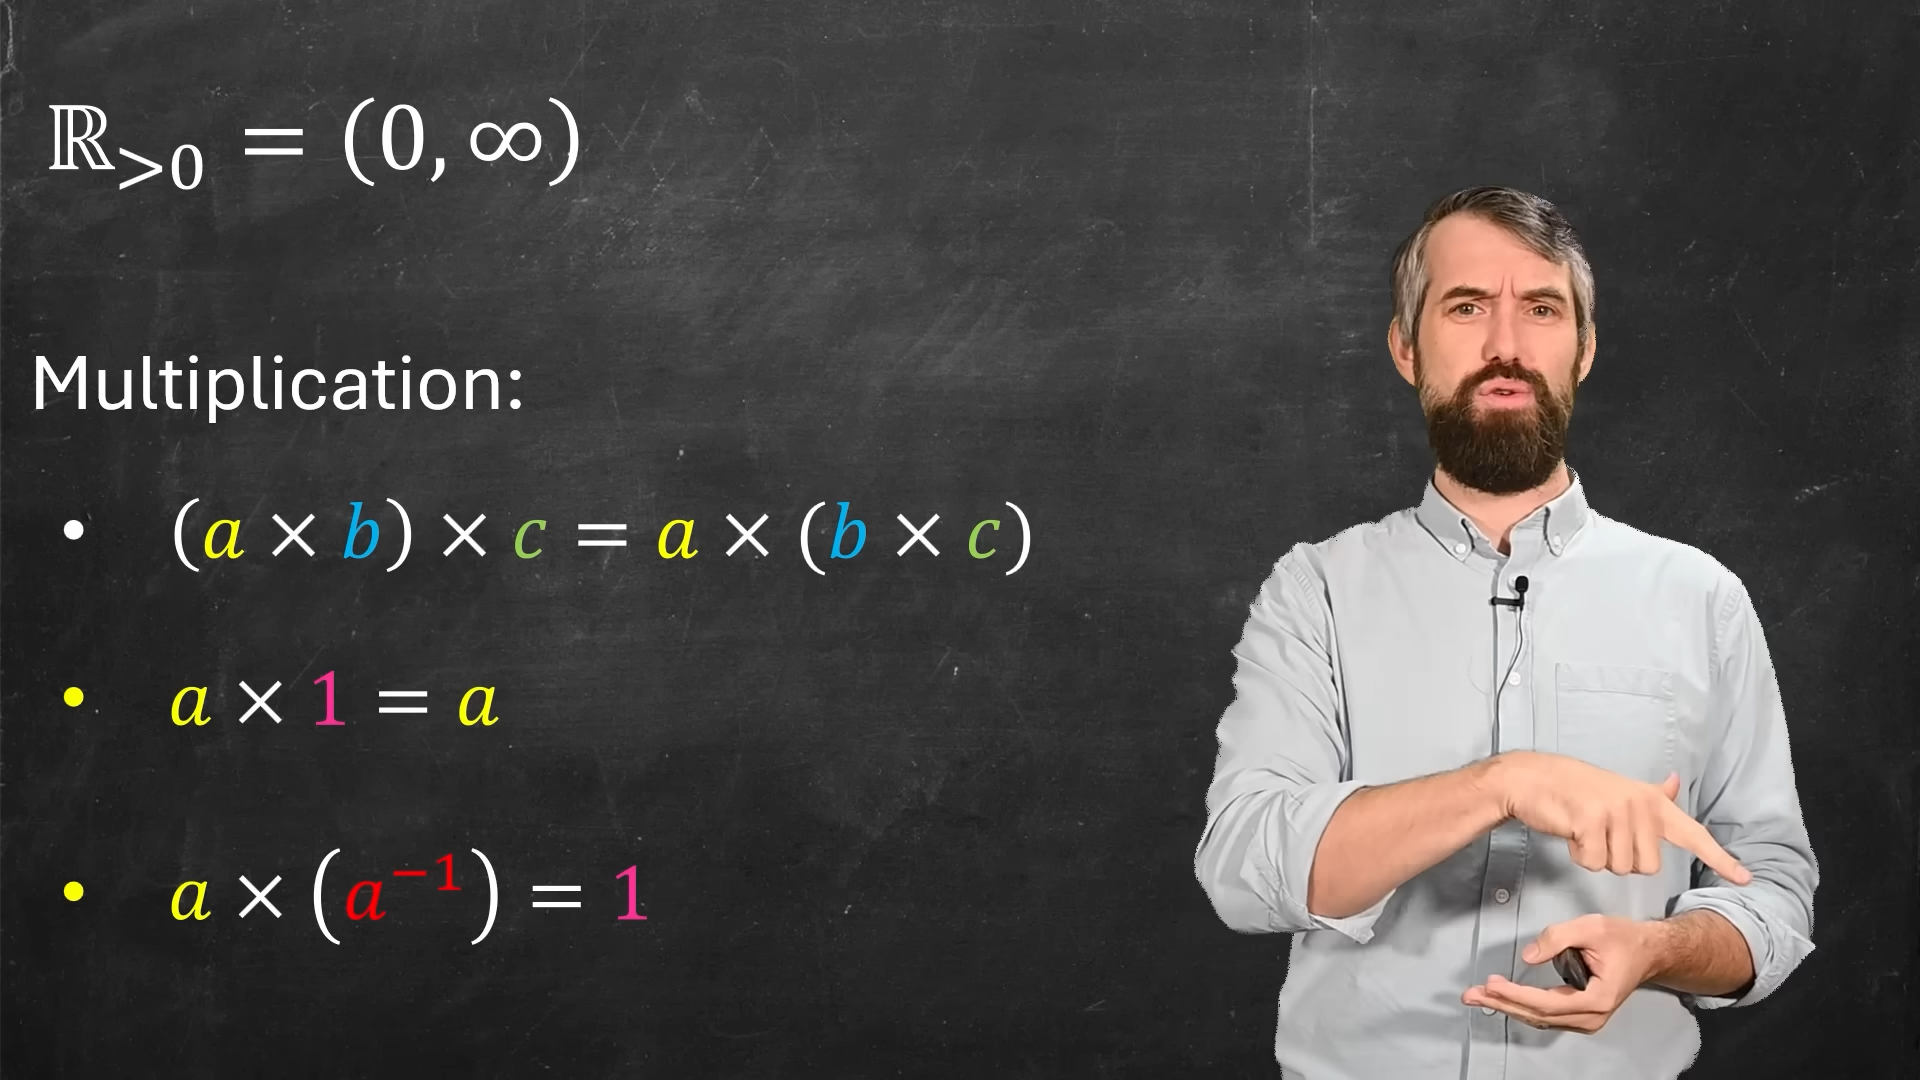 ℝ>0 = (0, ∞)
Multiplication:
• (a × b) × c = a × (b × c)
• a × 1 = a
• a × (a⁻¹) = 1